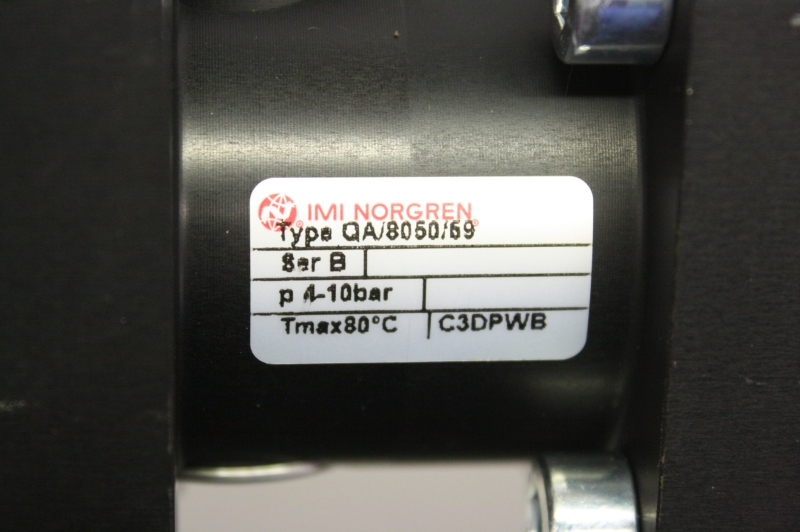 IMI NORGREN
Type QA/8050/59
Ser B
p 4-10bar
Tmax80°C C3DPWB